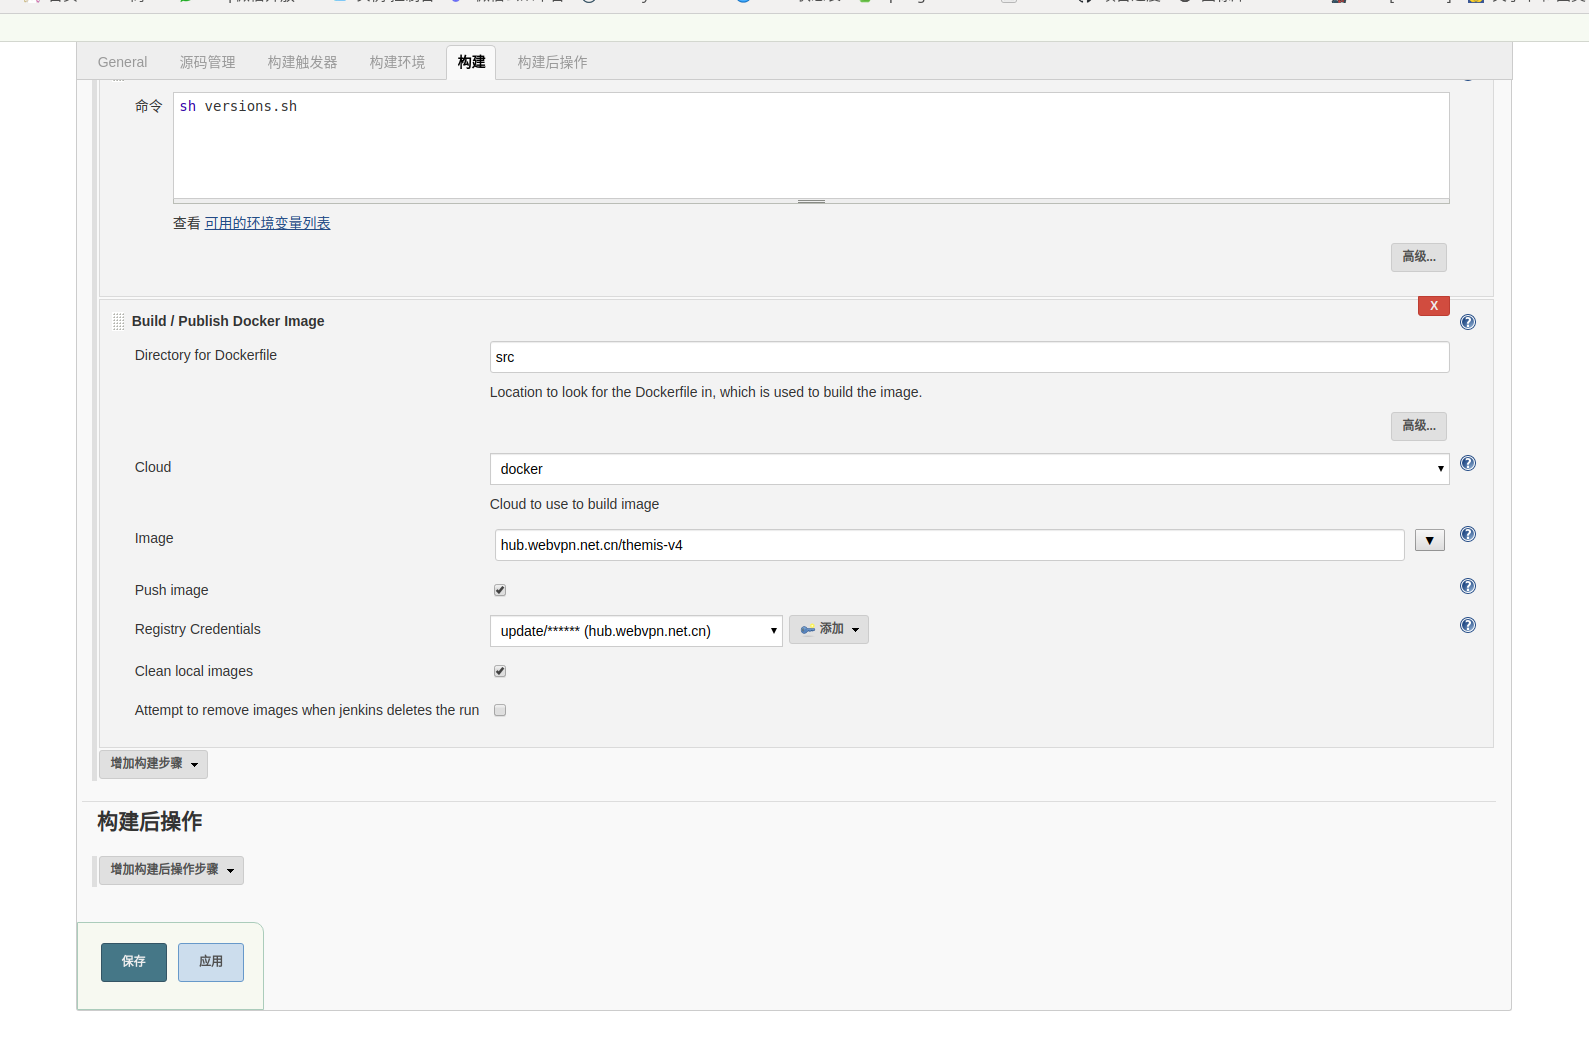 General 源码管理 构建触发器 构建环境 构建 构建后操作
命令
sh versions.sh
查看 可用的环境变量列表
高级...
X
Build / Publish Docker Image
Directory for Dockerfile
src
Location to look for the Dockerfile in, which is used to build the image.
高级...
Cloud
docker
Cloud to use to build image
Image
hub.webvpn.net.cn/themis-v4
Push image
Registry Credentials
update/****** (hub.webvpn.net.cn)
添加
Clean local images
Attempt to remove images when jenkins deletes the run
增加构建步骤
构建后操作
增加构建后操作步骤
保存 应用